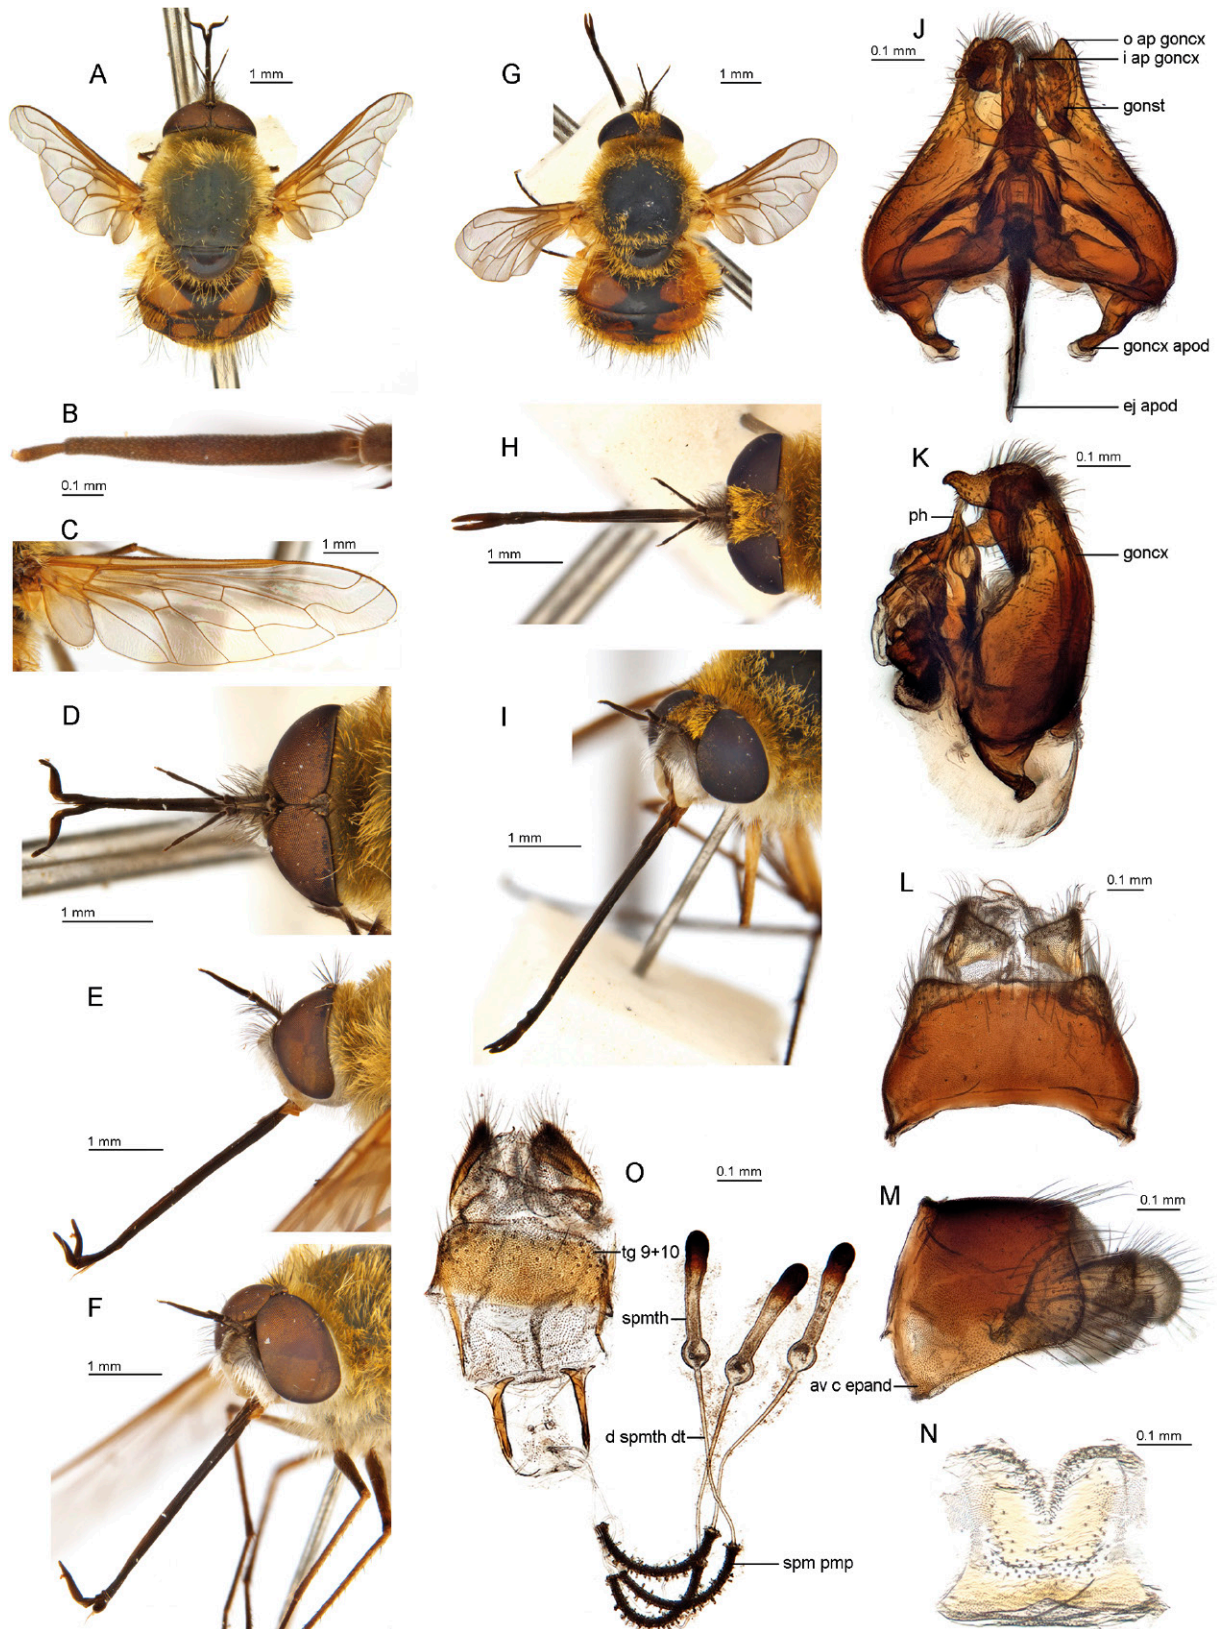 A
1 mm
B
0.1 mm
C
1 mm
D
1 mm
E
1 mm
F
1 mm
G
1 mm
H
1 mm
I
1 mm
O
0.1 mm
tg 9+10
spmth
d spmth dt
spm pmp
J
0.1 mm
o ap goncx
i ap goncx
gonst
goncx apod
ej apod
K
0.1 mm
ph
goncx
L
0.1 mm
M
0.1 mm
av c epand
N
0.1 mm